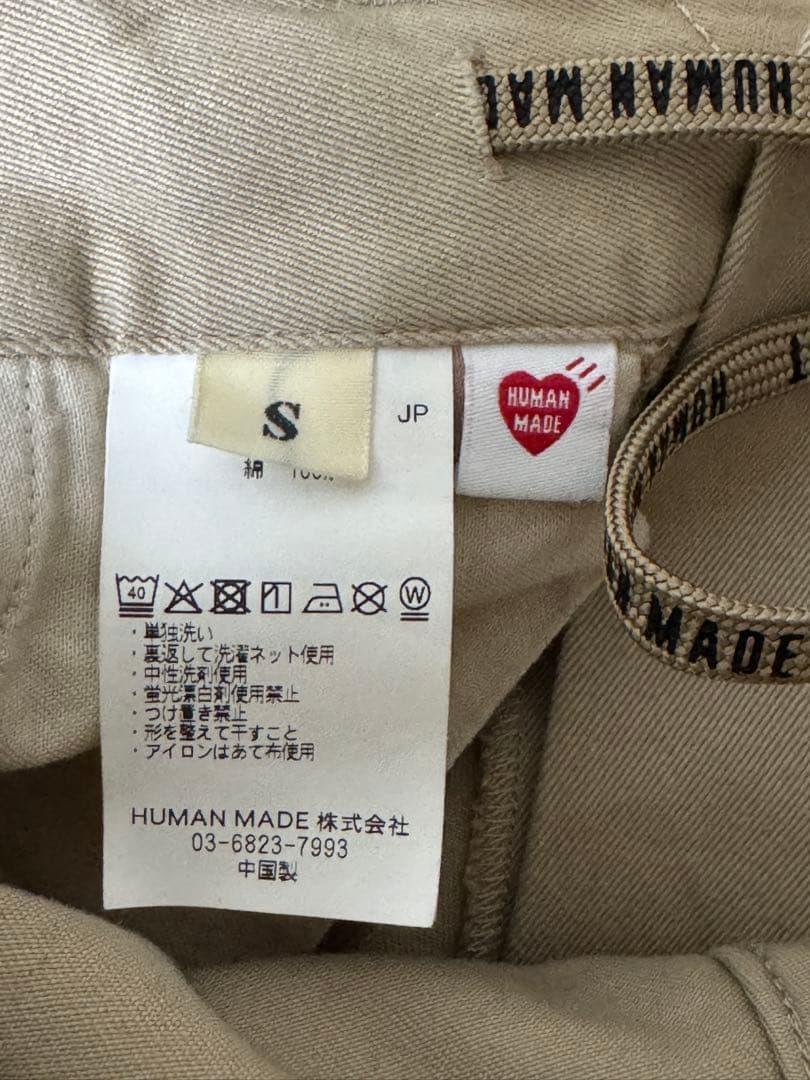 HUMAN MADE
S
JP
HUMAN
MADE
綿 100%
40
W
・単独洗い
・裏返して洗濯ネット使用
・中性洗剤使用
・蛍光漂白剤使用禁止
・つけ置き禁止
・形を整えて干すこと
・アイロンはあて布使用
HUMAN MADE 株式会社
03-6823-7993
中国製
HUMAN
MADE